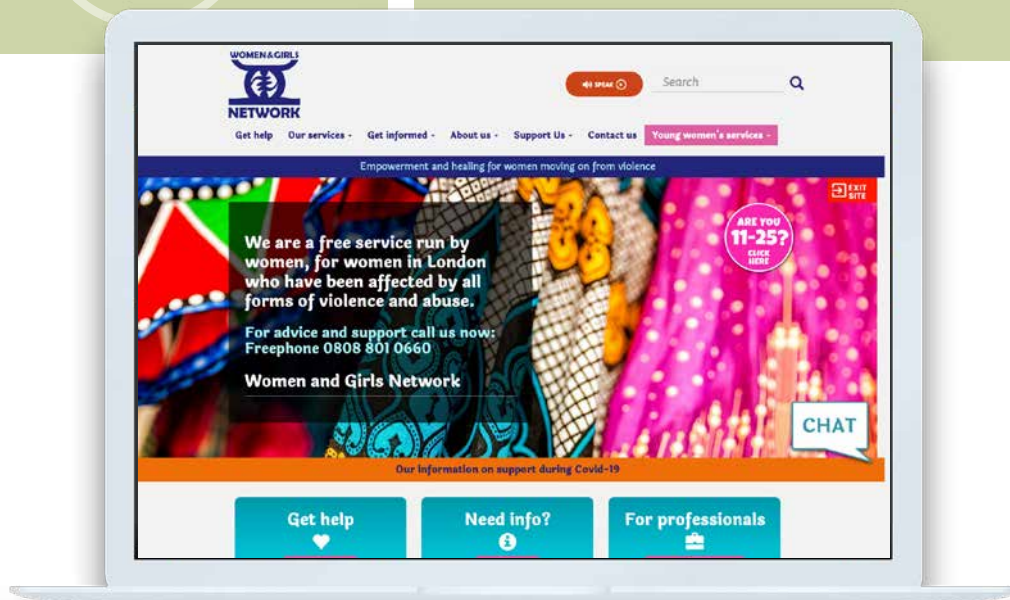 WOMEN & GIRLS
NETWORK
SPEAK
Search
Get help Our services - Get informed - About us - Support Us - Contact us Young women's services -
Empowerment and healing for women moving on from violence
EXIT
SITE
ARE YOU
11-25?
CLICK
HERE
We are a free service run by
women, for women in London
who have been affected by all
forms of violence and abuse.
For advice and support call us now:
Freephone 0808 801 0660
Women and Girls Network
CHAT
Our information on support during Covid-19
Get help Need info? For professionals